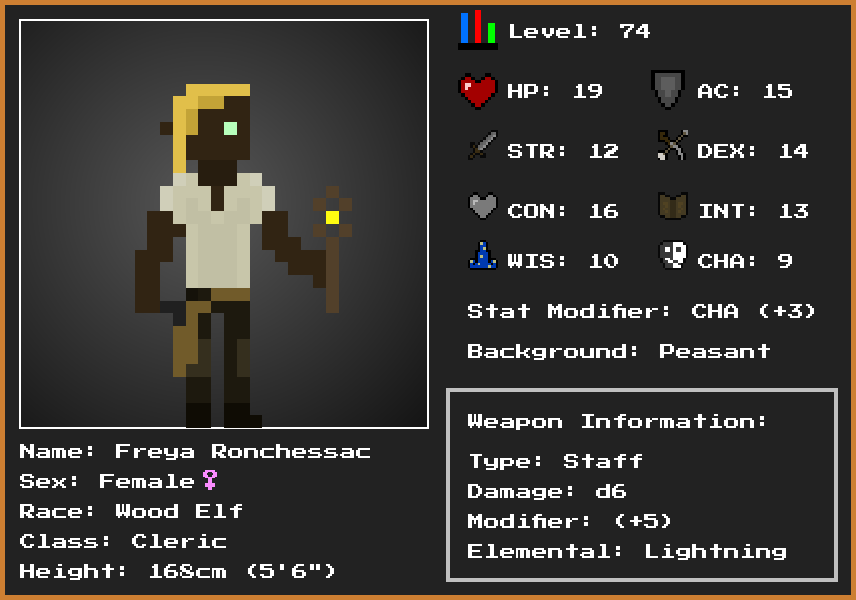 Level: 74
HP: 19 AC: 15
STR: 12 DEX: 14
CON: 16 INT: 13
WIS: 10 CHA: 9
Stat Modifier: CHA (+3)
Background: Peasant
Weapon Information:
Type: Staff
Damage: d6
Modifier: (+5)
Elemental: Lightning
Name: Freya Ronchessac
Sex: Female♀
Race: Wood Elf
Class: Cleric
Height: 168cm (5'6")